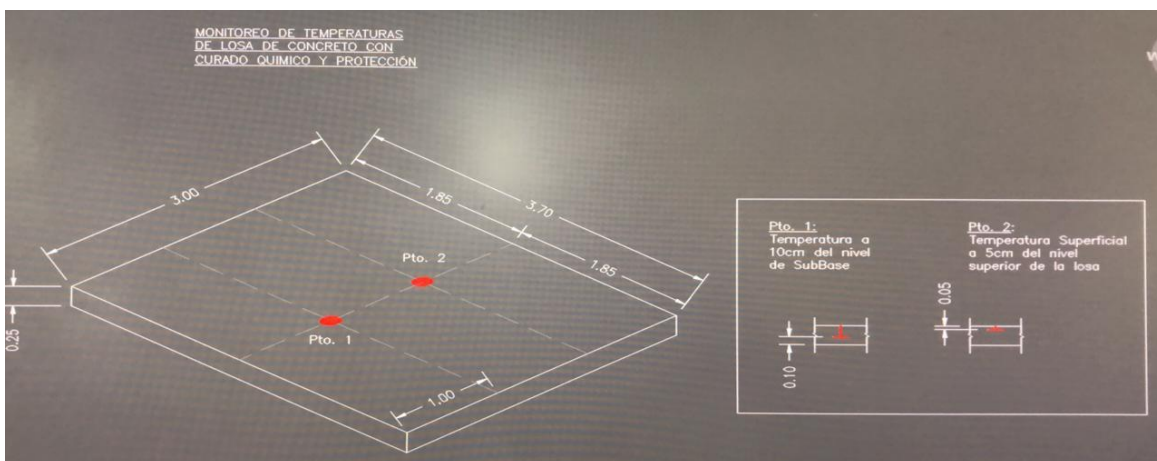 MONITOREO DE TEMPERATURAS
DE LOSA DE CONCRETO CON
CURADO QUIMICO Y PROTECCIÓN
3.00
1.85
3.70
1.85
Pto. 2
Pto. 1
1.00
0.25
Pto. 1:
Temperatura a
10cm del nivel
de SubBase
0.10
Pto. 2:
Temperatura Superficial
a 5cm del nivel
superior de la losa
0.05